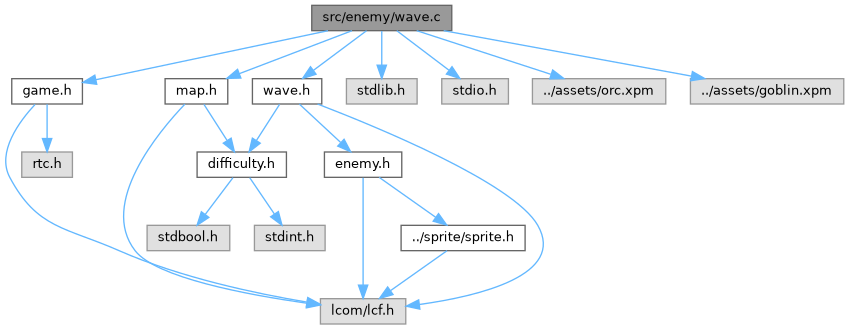 src/enemy/wave.c
game.h
map.h
wave.h
stdlib.h
stdio.h
../assets/orc.xpm
../assets/goblin.xpm
rtc.h
difficulty.h
enemy.h
stdbool.h
stdint.h
../sprite/sprite.h
lcom/lcf.h